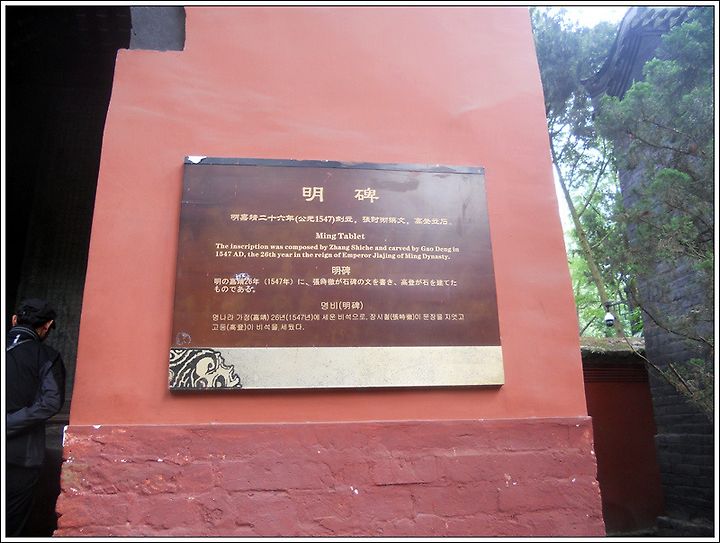 明 碑
明嘉靖二十六年(公元1547)刻立，張時徹撰文，高登立石。
Ming Tablet
The inscription was composed by Zhang Shiche and carved by Gao Deng in
1547 AD, the 26th year in the reign of Emperor Jiajing of Ming Dynasty.
明碑
明の嘉靖26年（1547年）に、張時徹が石碑の文を書き、高登が石を建てた
ものである。
명비(明碑)
명나라 가정(嘉靖) 26년(1547년)에 세운 비석으로, 장시철(張時徹)이 문장을 지었고
고등(高登)이 비석을 세웠다.